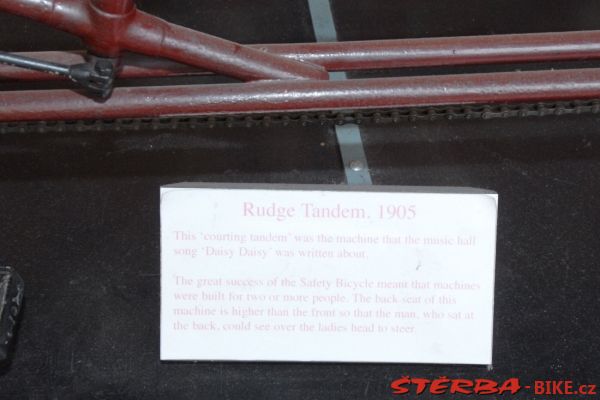 Rudge Tandem, 1905
This 'courting tandem' was the machine that the music hall
song 'Daisy Daisy' was written about.
The great success of the Safety Bicycle meant that machines
were built for two or more people. The back seat of this
machine is higher than the front so that the man, who sat at
the back, could see over the ladies head to steer.
ŠTĚRBA-BIKE.cz